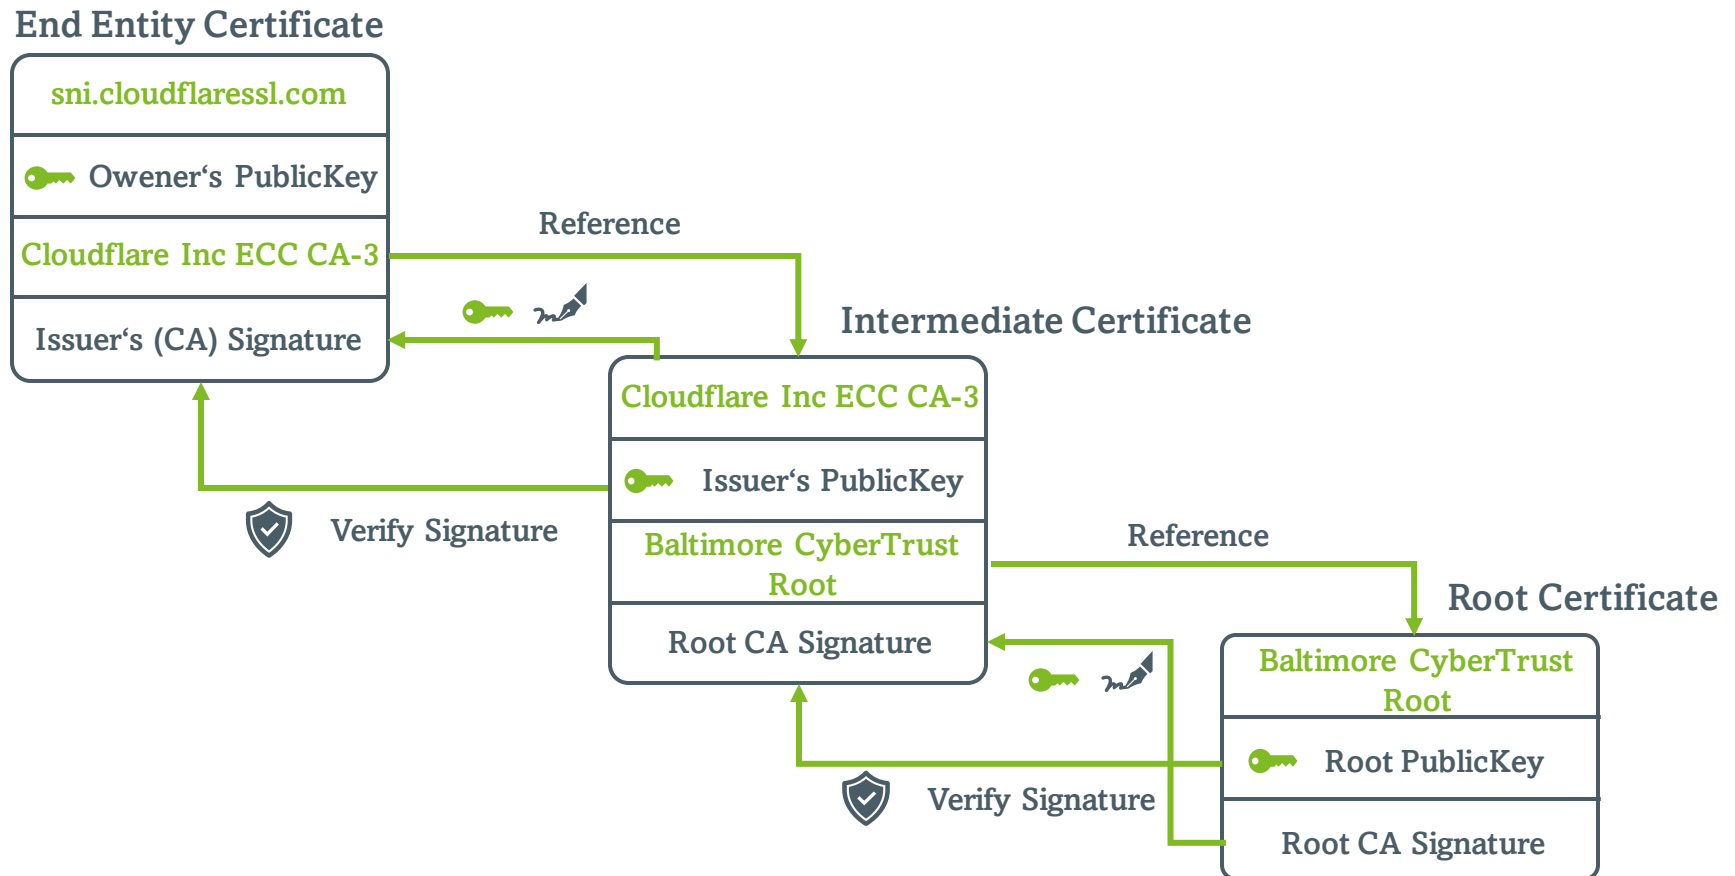 End Entity Certificate
sni.cloudflaressl.com
Owener‘s PublicKey
Cloudflare Inc ECC CA-3
Issuer‘s (CA) Signature
Reference
Verify Signature
Intermediate Certificate
Cloudflare Inc ECC CA-3
Issuer‘s PublicKey
Baltimore CyberTrust
Root
Root CA Signature
Reference
Verify Signature
Root Certificate
Baltimore CyberTrust
Root
Root PublicKey
Root CA Signature